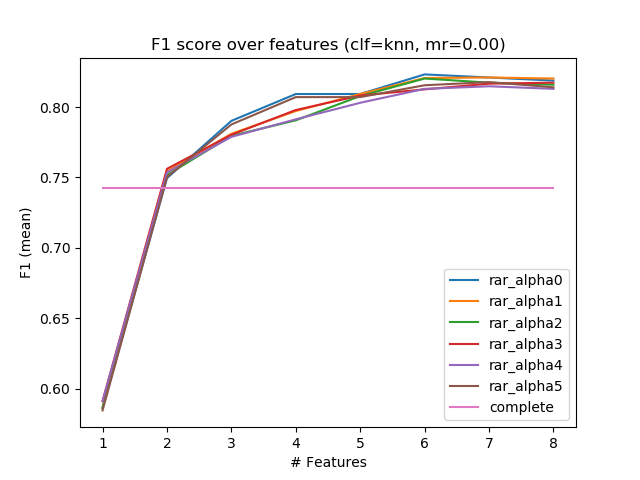 F1 score over features (clf=knn, mr=0.00)
F1 (mean)
0.80
0.75
0.70
0.65
0.60
rar_alpha0
rar_alpha1
rar_alpha2
rar_alpha3
rar_alpha4
rar_alpha5
complete
1 2 3 4 5 6 7 8
# Features